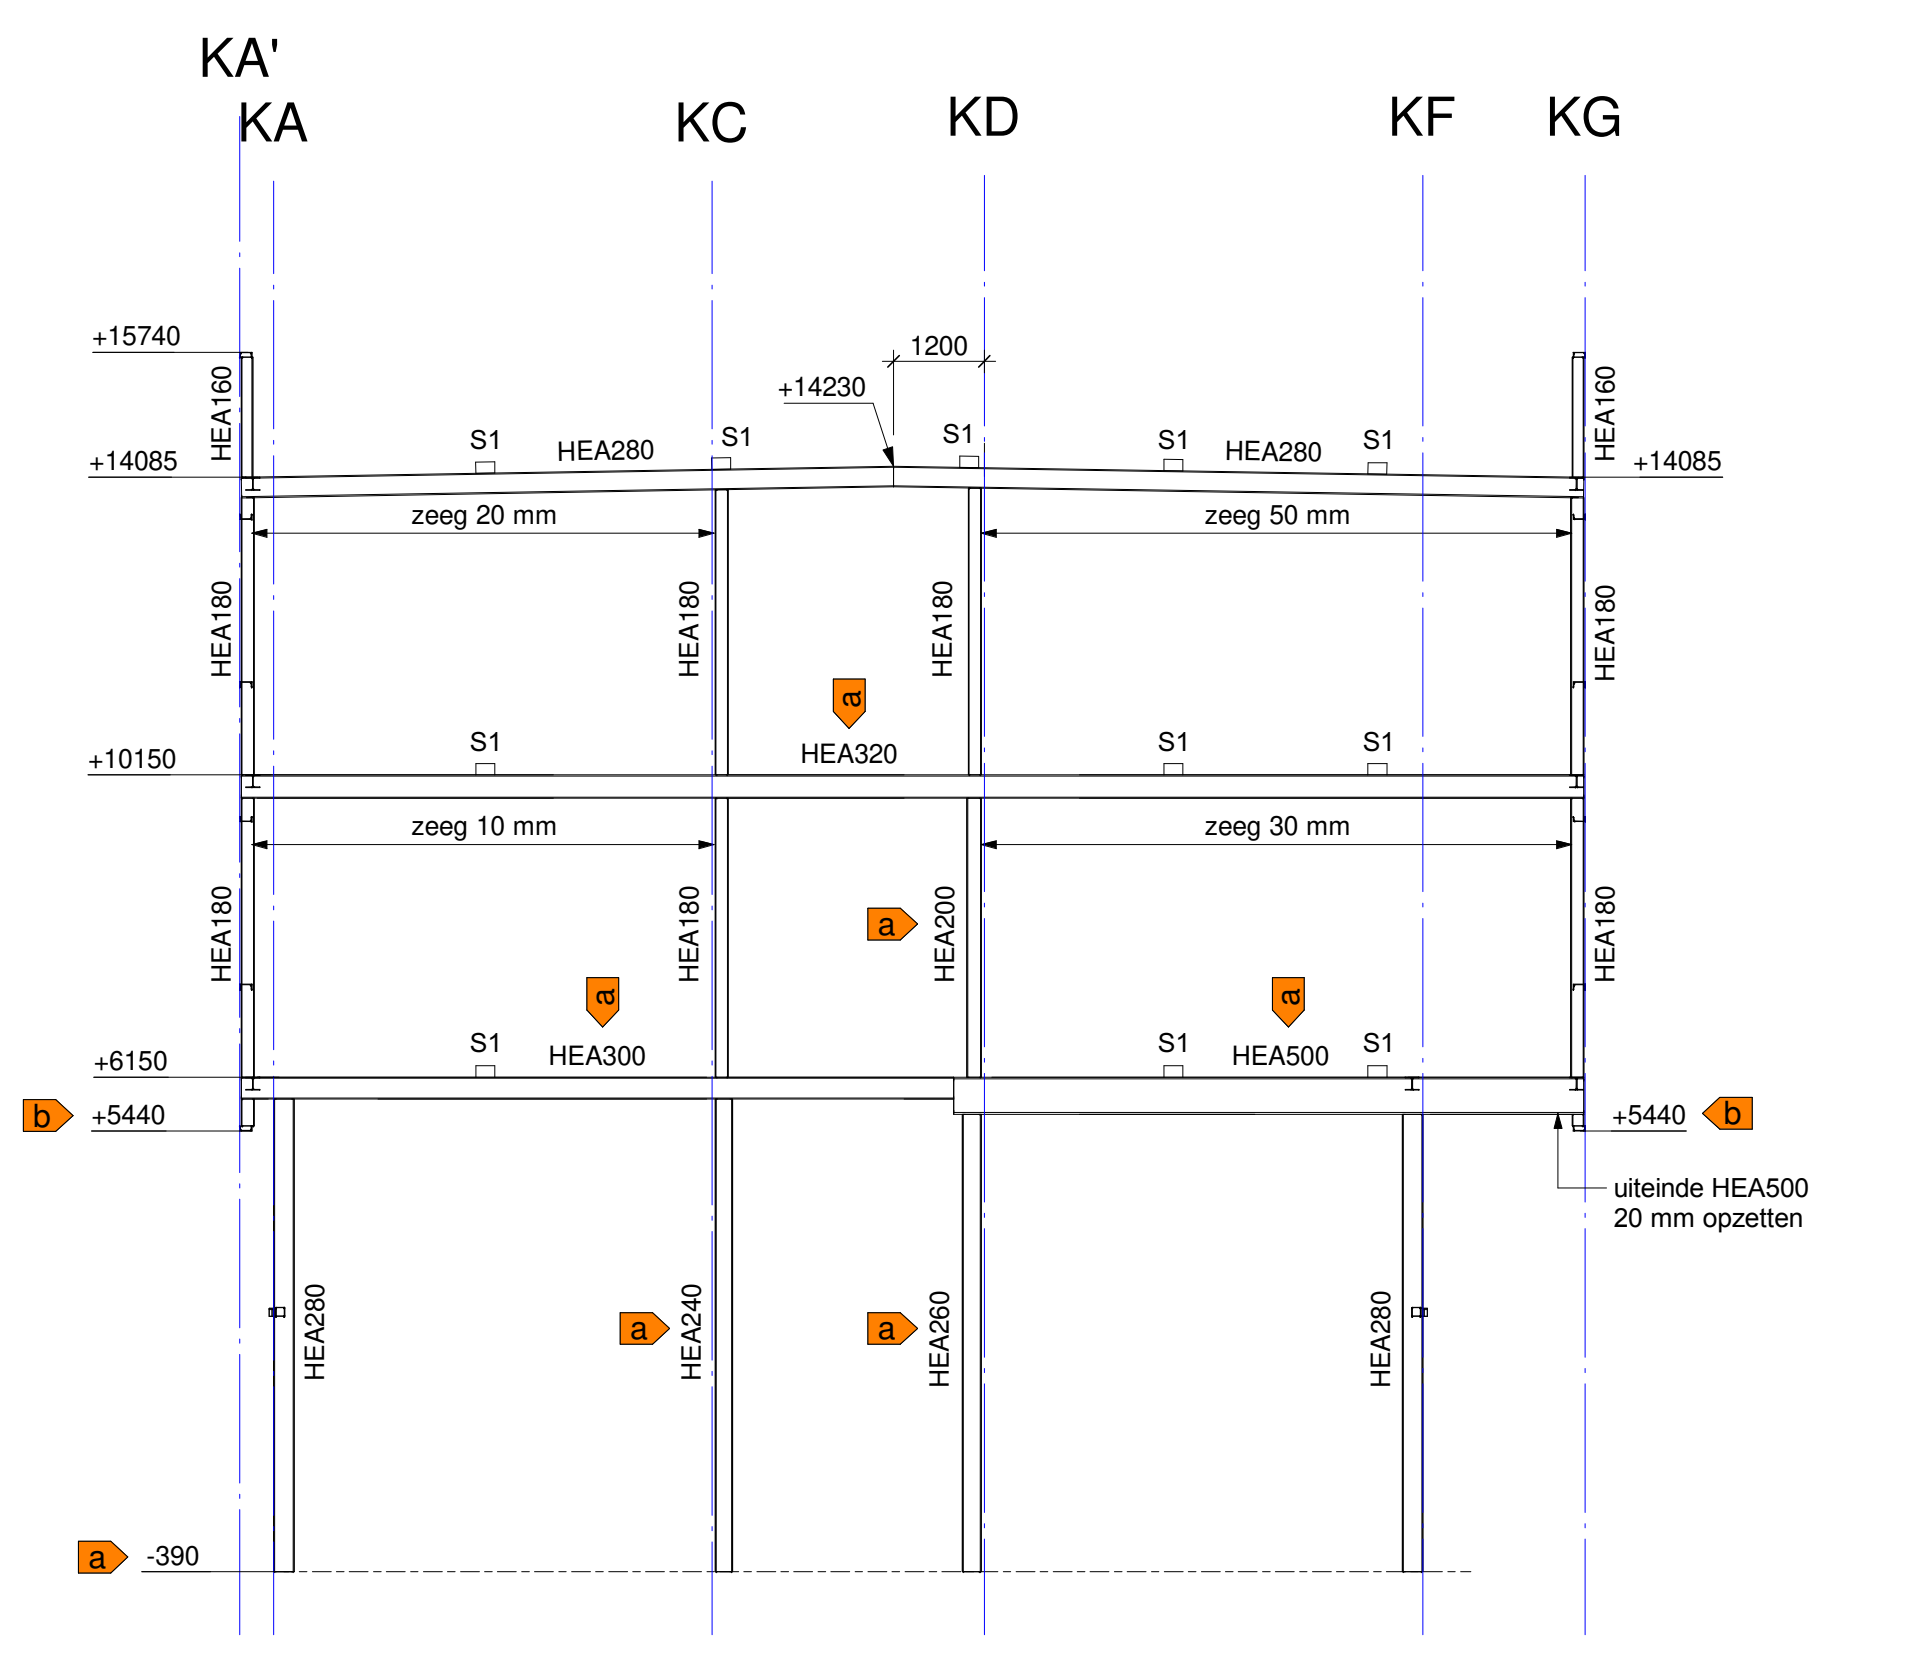 KA'
KA
KC
KD
KF
KG
+15740
1200
+14230
HEA160
HEA160
S1
HEA280
S1
S1
S1
HEA280
S1
+14085
+14085
zeeg 20 mm
zeeg 50 mm
HEA180
HEA180
HEA180
HEA180
a
S1
HEA320
S1
S1
+10150
zeeg 10 mm
zeeg 30 mm
HEA180
HEA180
a
HEA200
HEA180
a
a
S1
HEA300
S1
HEA500
S1
+6150
b
+5440
+5440
b
uiteinde HEA500
20 mm opzetten
HEA280
a
HEA240
a
HEA260
HEA280
a
-390